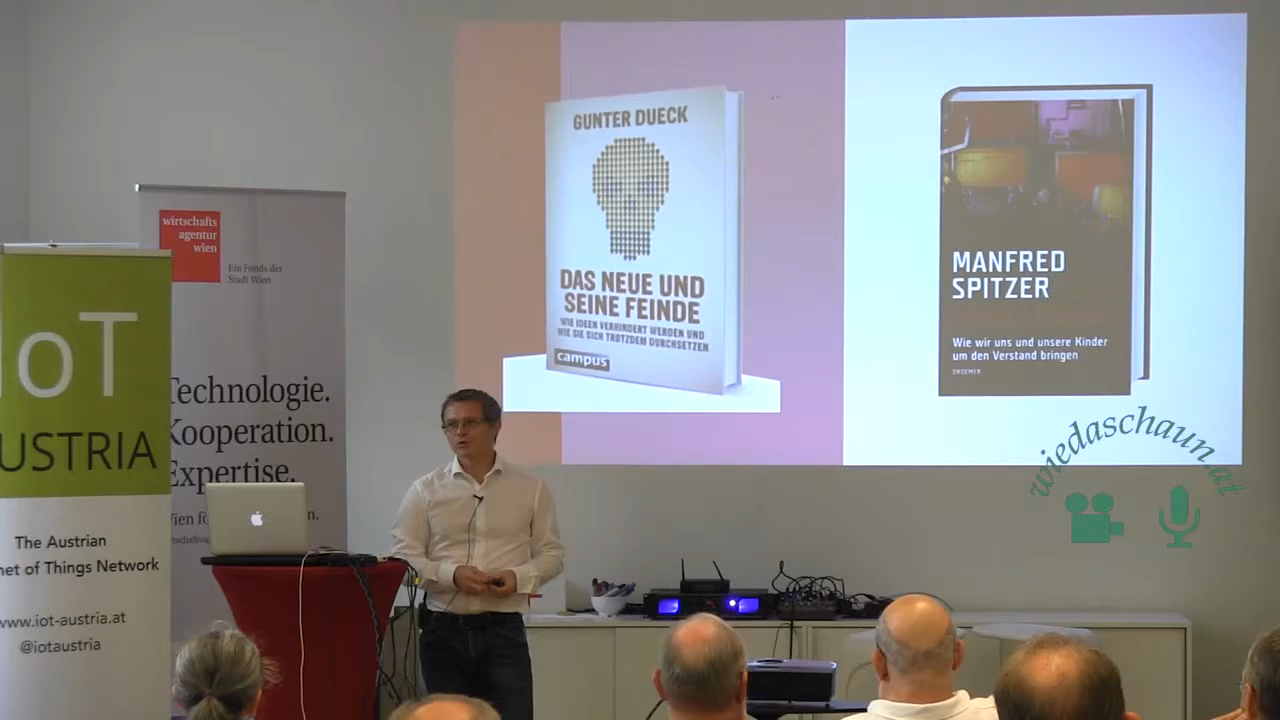 GUNTER DUECK
DAS NEUE UND
SEINE FEINDE
WIE IDEEN VERHINDERT WERDEN UND
WIE SIE SICH TROTZDEM DURCHSETZEN
campus
MANFRED
SPITZER
Wie wir uns und unsere Kinder
um den Verstand bringen
DROEMER
wiedaschaun.at
wirtschafts
agentur
wien
Ein Fonds der
Stadt Wien
Technologie.
Kooperation.
Expertise.
IoT
AUSTRIA
The Austrian
net of Things Network
www.iot-austria.at
@iotaustria